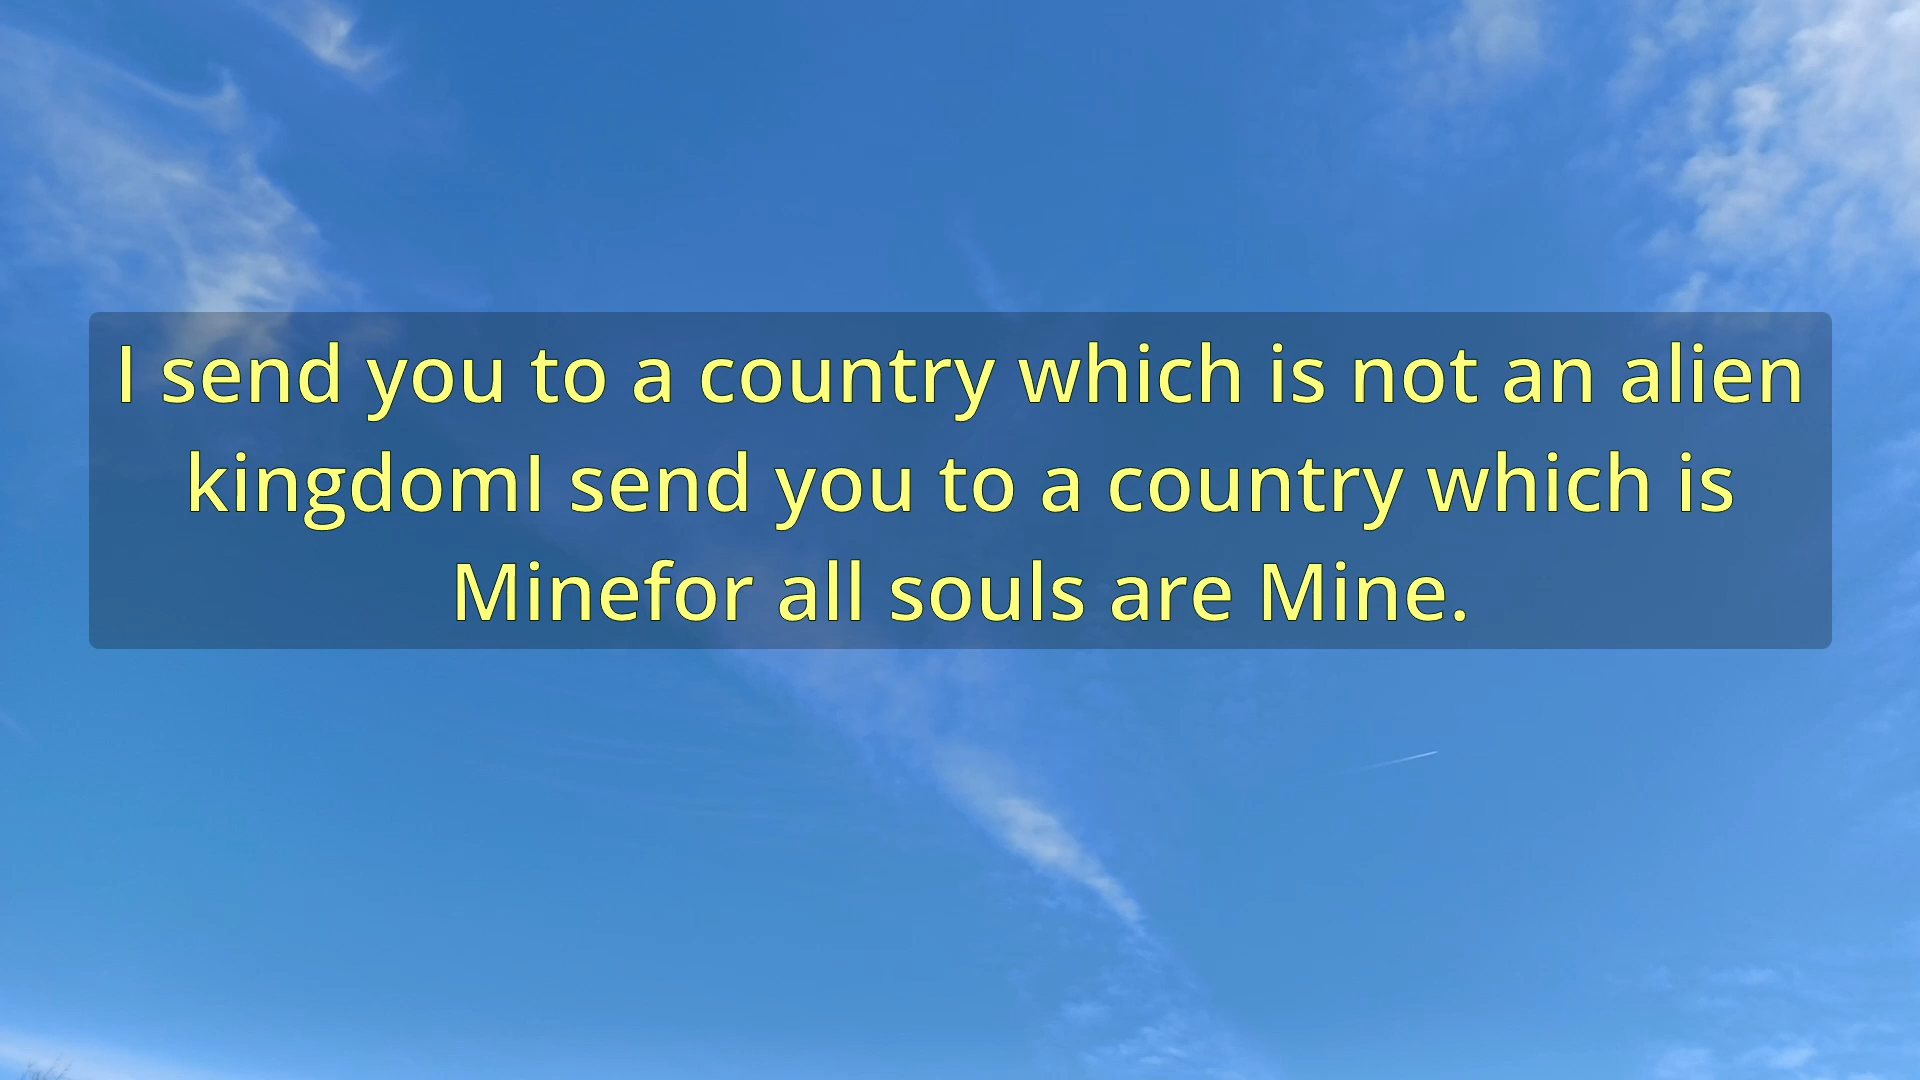 I send you to a country which is not an alien
kingdomI send you to a country which is
Minefor all souls are Mine.